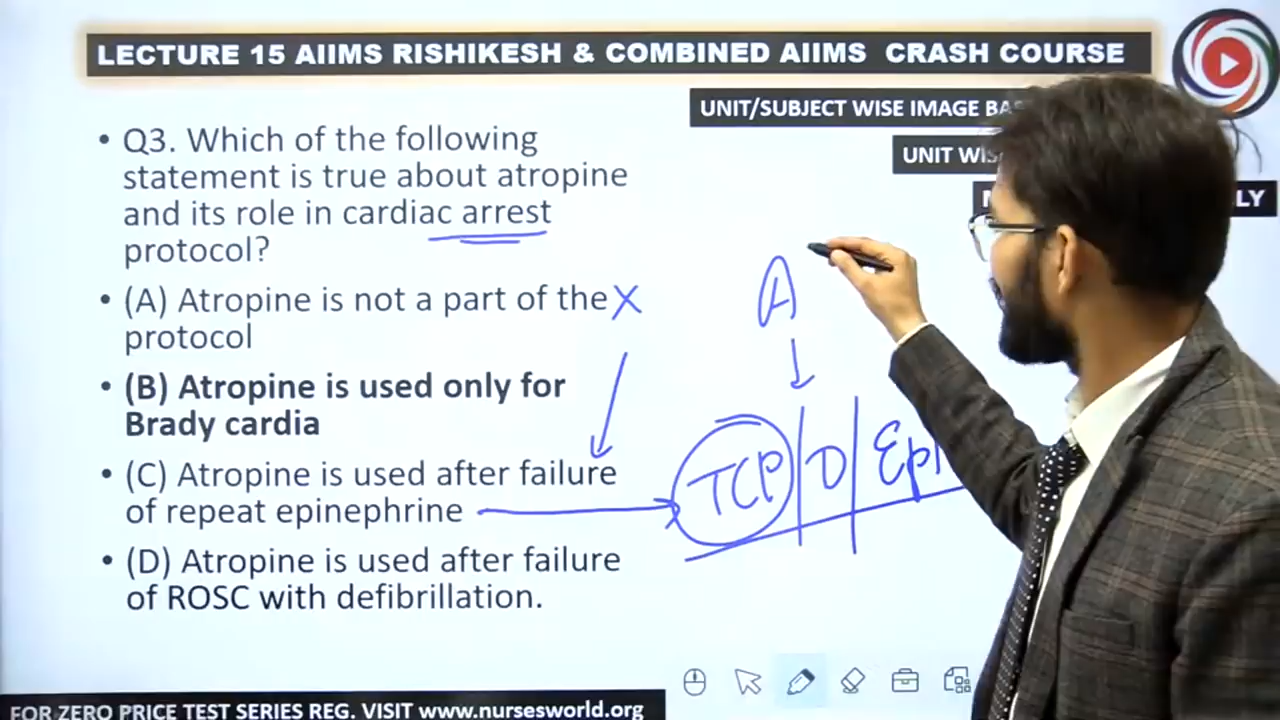 LECTURE 15 AIIMS RISHIKESH & COMBINED AIIMS CRASH COURSE
UNIT/SUBJECT WISE IMAGE
UNIT
LY
• Q3. Which of the following
statement is true about atropine
and its role in cardiac arrest
protocol?
• (A) Atropine is not a part of the X
protocol
• (B) Atropine is used only for
Brady cardia
• (C) Atropine is used after failure
of repeat epinephrine
• (D) Atropine is used after failure
of ROSC with defibrillation.
A
TCP D Epi
FOR ZERO PRICE TEST SERIES REG. VISIT www.nursesworld.org